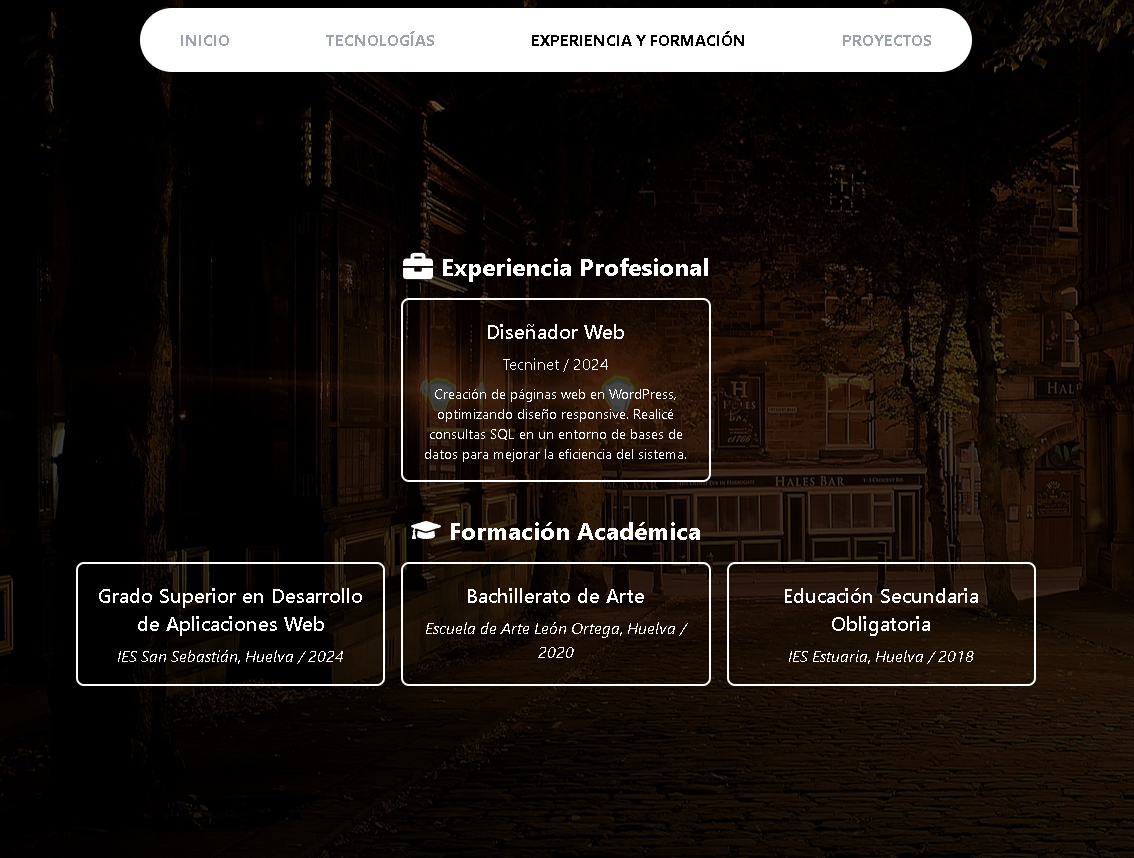 INICIO TECNOLOGÍAS EXPERIENCIA Y FORMACIÓN PROYECTOS
Experiencia Profesional
Diseñador Web
Tecninet / 2024
Creación de páginas web en WordPress,
optimizando diseño responsive. Realicé
consultas SQL en un entorno de bases de
datos para mejorar la eficiencia del sistema.
HALES BAR
Formación Académica
Grado Superior en Desarrollo
de Aplicaciones Web
IES San Sebastián, Huelva / 2024
Bachillerato de Arte
Escuela de Arte León Ortega, Huelva /
2020
Educación Secundaria
Obligatoria
IES Estuaria, Huelva / 2018